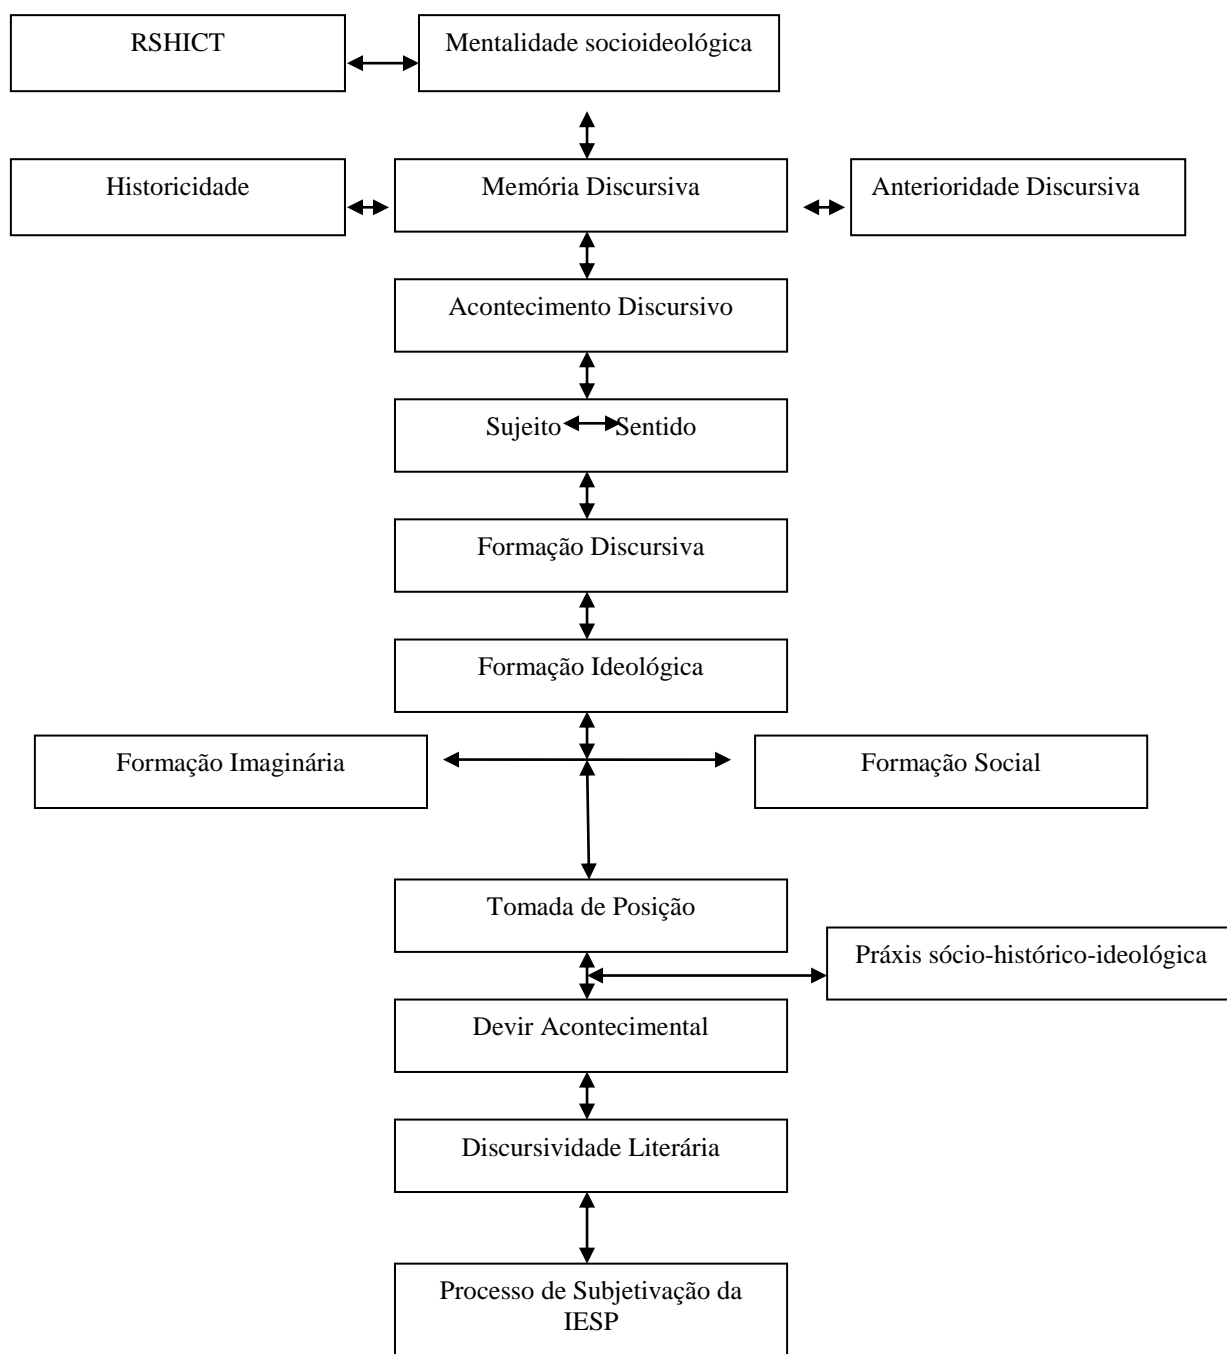 RSHICT
Mentalidade socioideológica
Historicidade
Memória Discursiva
Anterioridade Discursiva
Acontecimento Discursivo
Sujeito Sentido
Formação Discursiva
Formação Ideológica
Formação Imaginária
Formação Social
Tomada de Posição
Práxis sócio-histórico-ideológica
Devir Acontecimental
Discursividade Literária
Processo de Subjetivação da
IESP